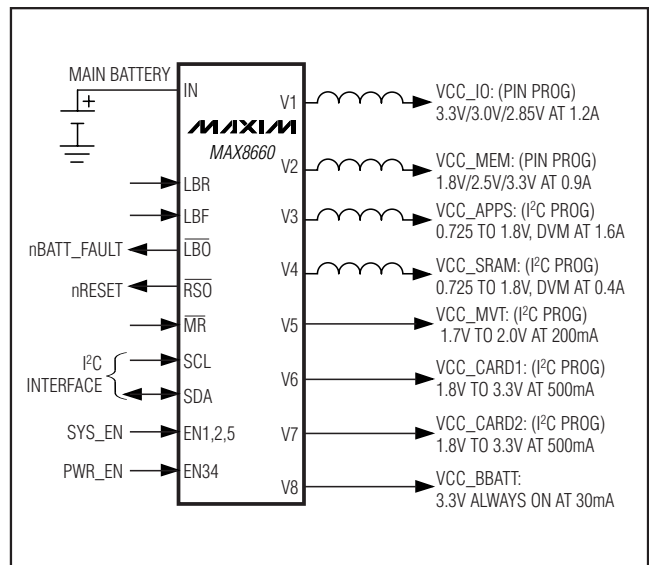 MAIN BATTERY
+
IN
MAXIM
MAX8660
LBR
LBF
nBATT_FAULT
L̅B̅O̅
nRESET
R̅S̅O̅
M̅R̅
I²C
INTERFACE
SCL
SDA
SYS_EN
EN1,2,5
PWR_EN
EN34
V1
VCC_IO: (PIN PROG)
3.3V/3.0V/2.85V AT 1.2A
V2
VCC_MEM: (PIN PROG)
1.8V/2.5V/3.3V AT 0.9A
V3
VCC_APPS: (I²C PROG)
0.725 TO 1.8V, DVM AT 1.6A
V4
VCC_SRAM: (I²C PROG)
0.725 TO 1.8V, DVM AT 0.4A
V5
VCC_MVT: (I²C PROG)
1.7V TO 2.0V AT 200mA
V6
VCC_CARD1: (I²C PROG)
1.8V TO 3.3V AT 500mA
V7
VCC_CARD2: (I²C PROG)
1.8V TO 3.3V AT 500mA
V8
VCC_BBATT:
3.3V ALWAYS ON AT 30mA